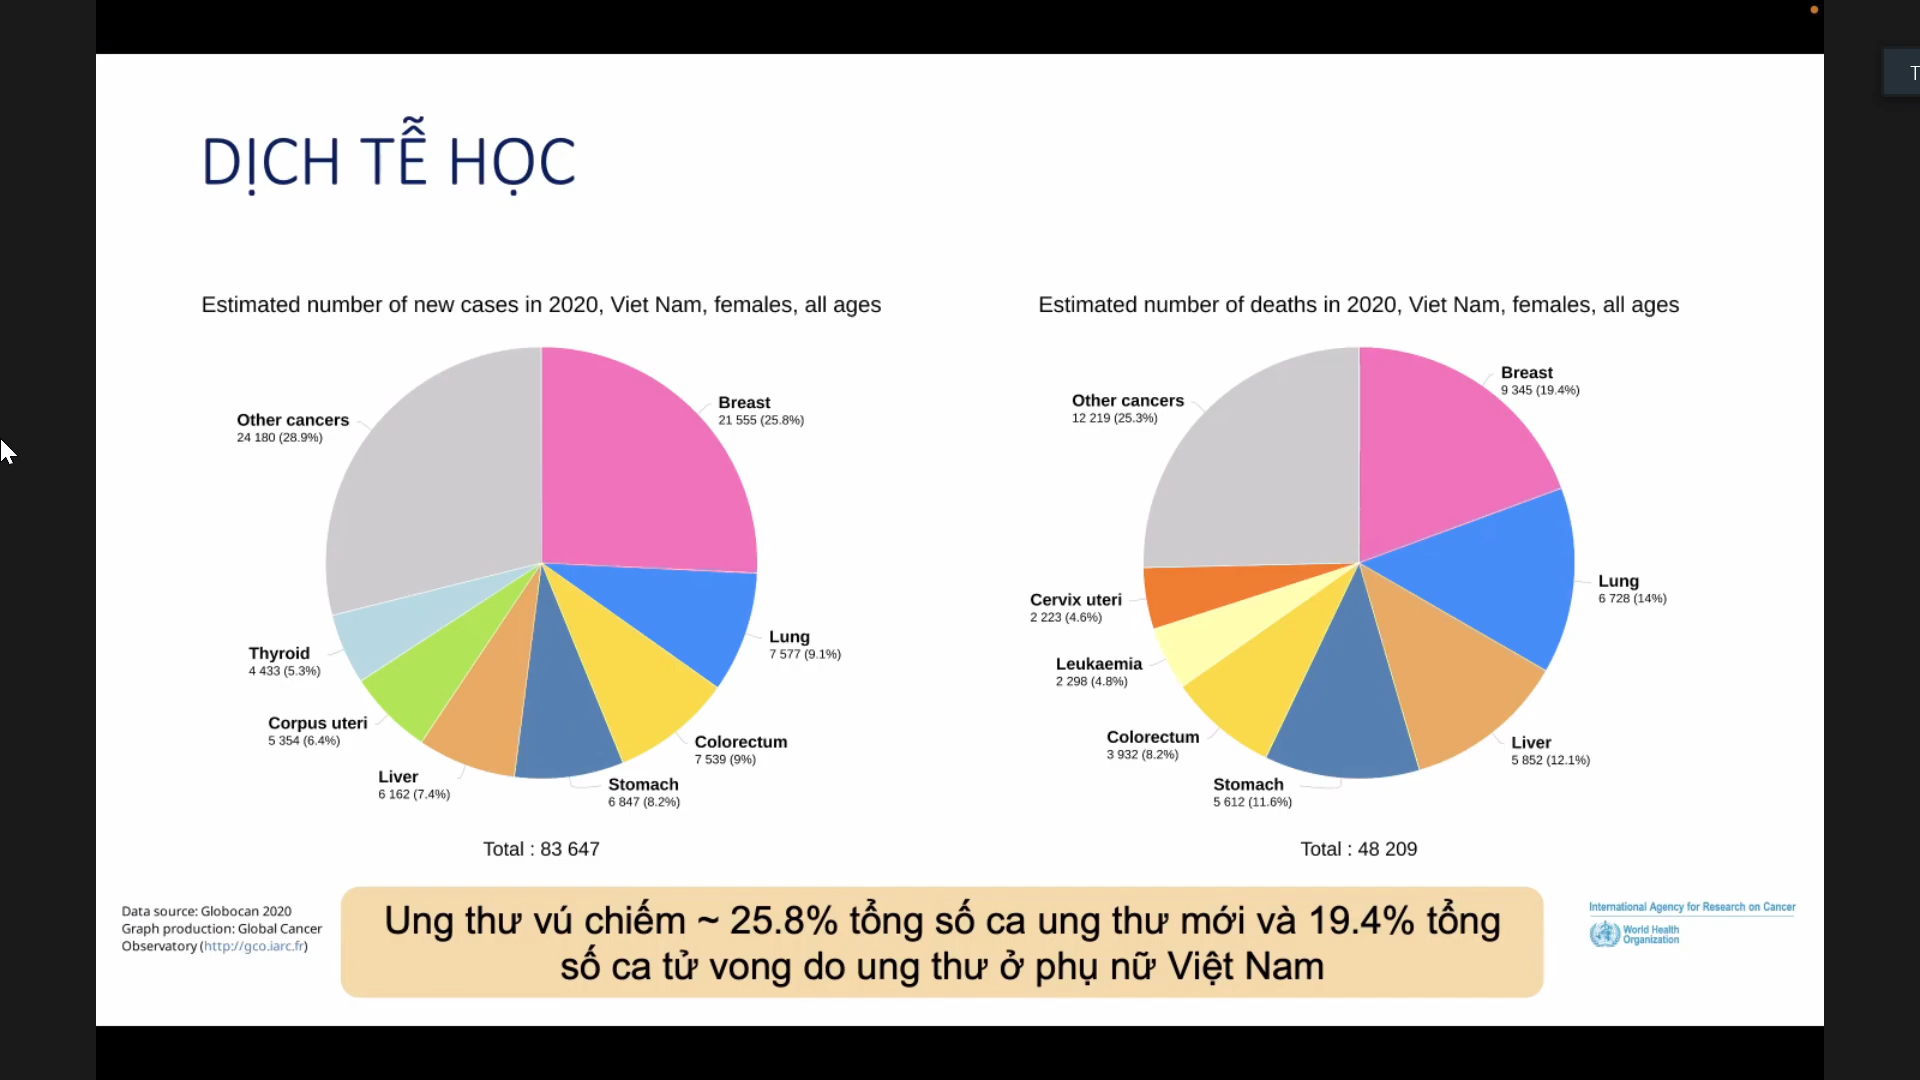 T
DỊCH TỄ HỌC
Estimated number of new cases in 2020, Viet Nam, females, all ages
Other cancers
24 180 (28.9%)
Breast
21 555 (25.8%)
Lung
7 577 (9.1%)
Colorectum
7 539 (9%)
Stomach
6 847 (8.2%)
Liver
6 162 (7.4%)
Corpus uteri
5 354 (6.4%)
Thyroid
4 433 (5.3%)
Total : 83 647
Estimated number of deaths in 2020, Viet Nam, females, all ages
Other cancers
12 219 (25.3%)
Breast
9 345 (19.4%)
Lung
6 728 (14%)
Liver
5 852 (12.1%)
Stomach
5 612 (11.6%)
Colorectum
3 932 (8.2%)
Leukaemia
2 298 (4.8%)
Cervix uteri
2 223 (4.6%)
Total : 48 209
Data source: Globocan 2020
Graph production: Global Cancer
Observatory (http://gco.iarc.fr)
Ung thư vú chiếm ~ 25.8% tổng số ca ung thư mới và 19.4% tổng
số ca tử vong do ung thư ở phụ nữ Việt Nam
International Agency for Research on Cancer
World Health
Organization